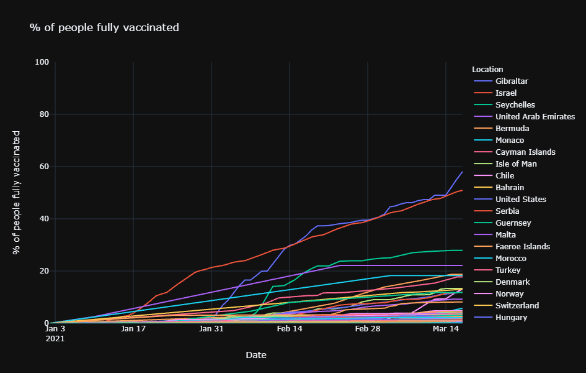 % of people fully vaccinated
100
80
60
40
20
0
% of people fully vaccinated
Jan 3
2021
Jan 17
Jan 31
Feb 14
Feb 28
Mar 14
Date
Location
Gibraltar
Israel
Seychelles
United Arab Emirates
Bermuda
Monaco
Cayman Islands
Isle of Man
Chile
Bahrain
United States
Serbia
Guernsey
Malta
Faeroe Islands
Morocco
Turkey
Denmark
Norway
Switzerland
Hungary